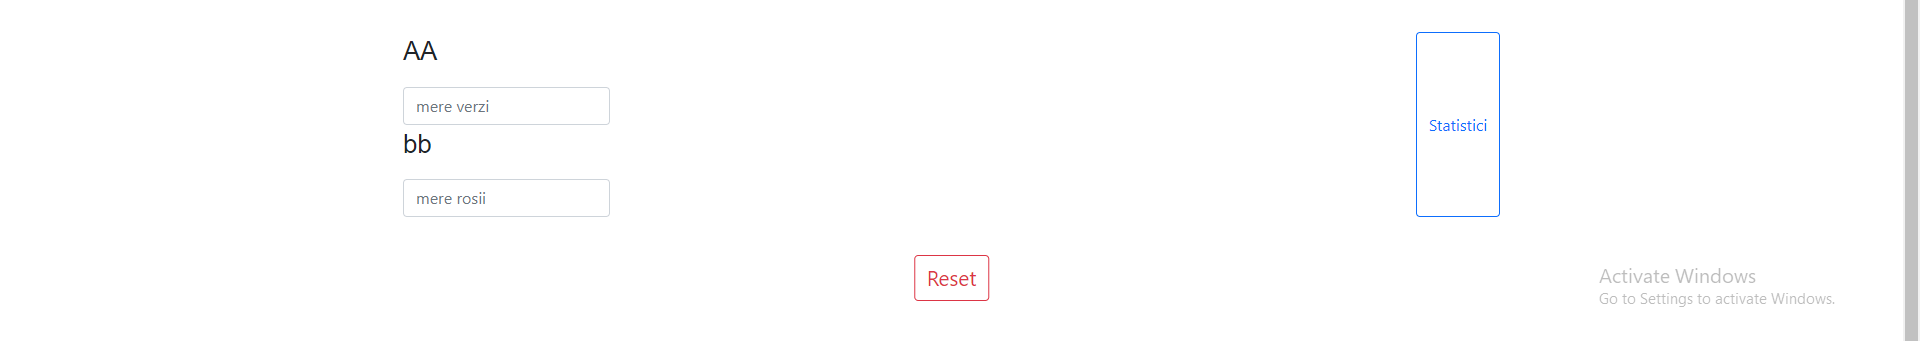 AA
mere verzi
bb
mere rosii
Statistici
Reset
Activate Windows
Go to Settings to activate Windows.